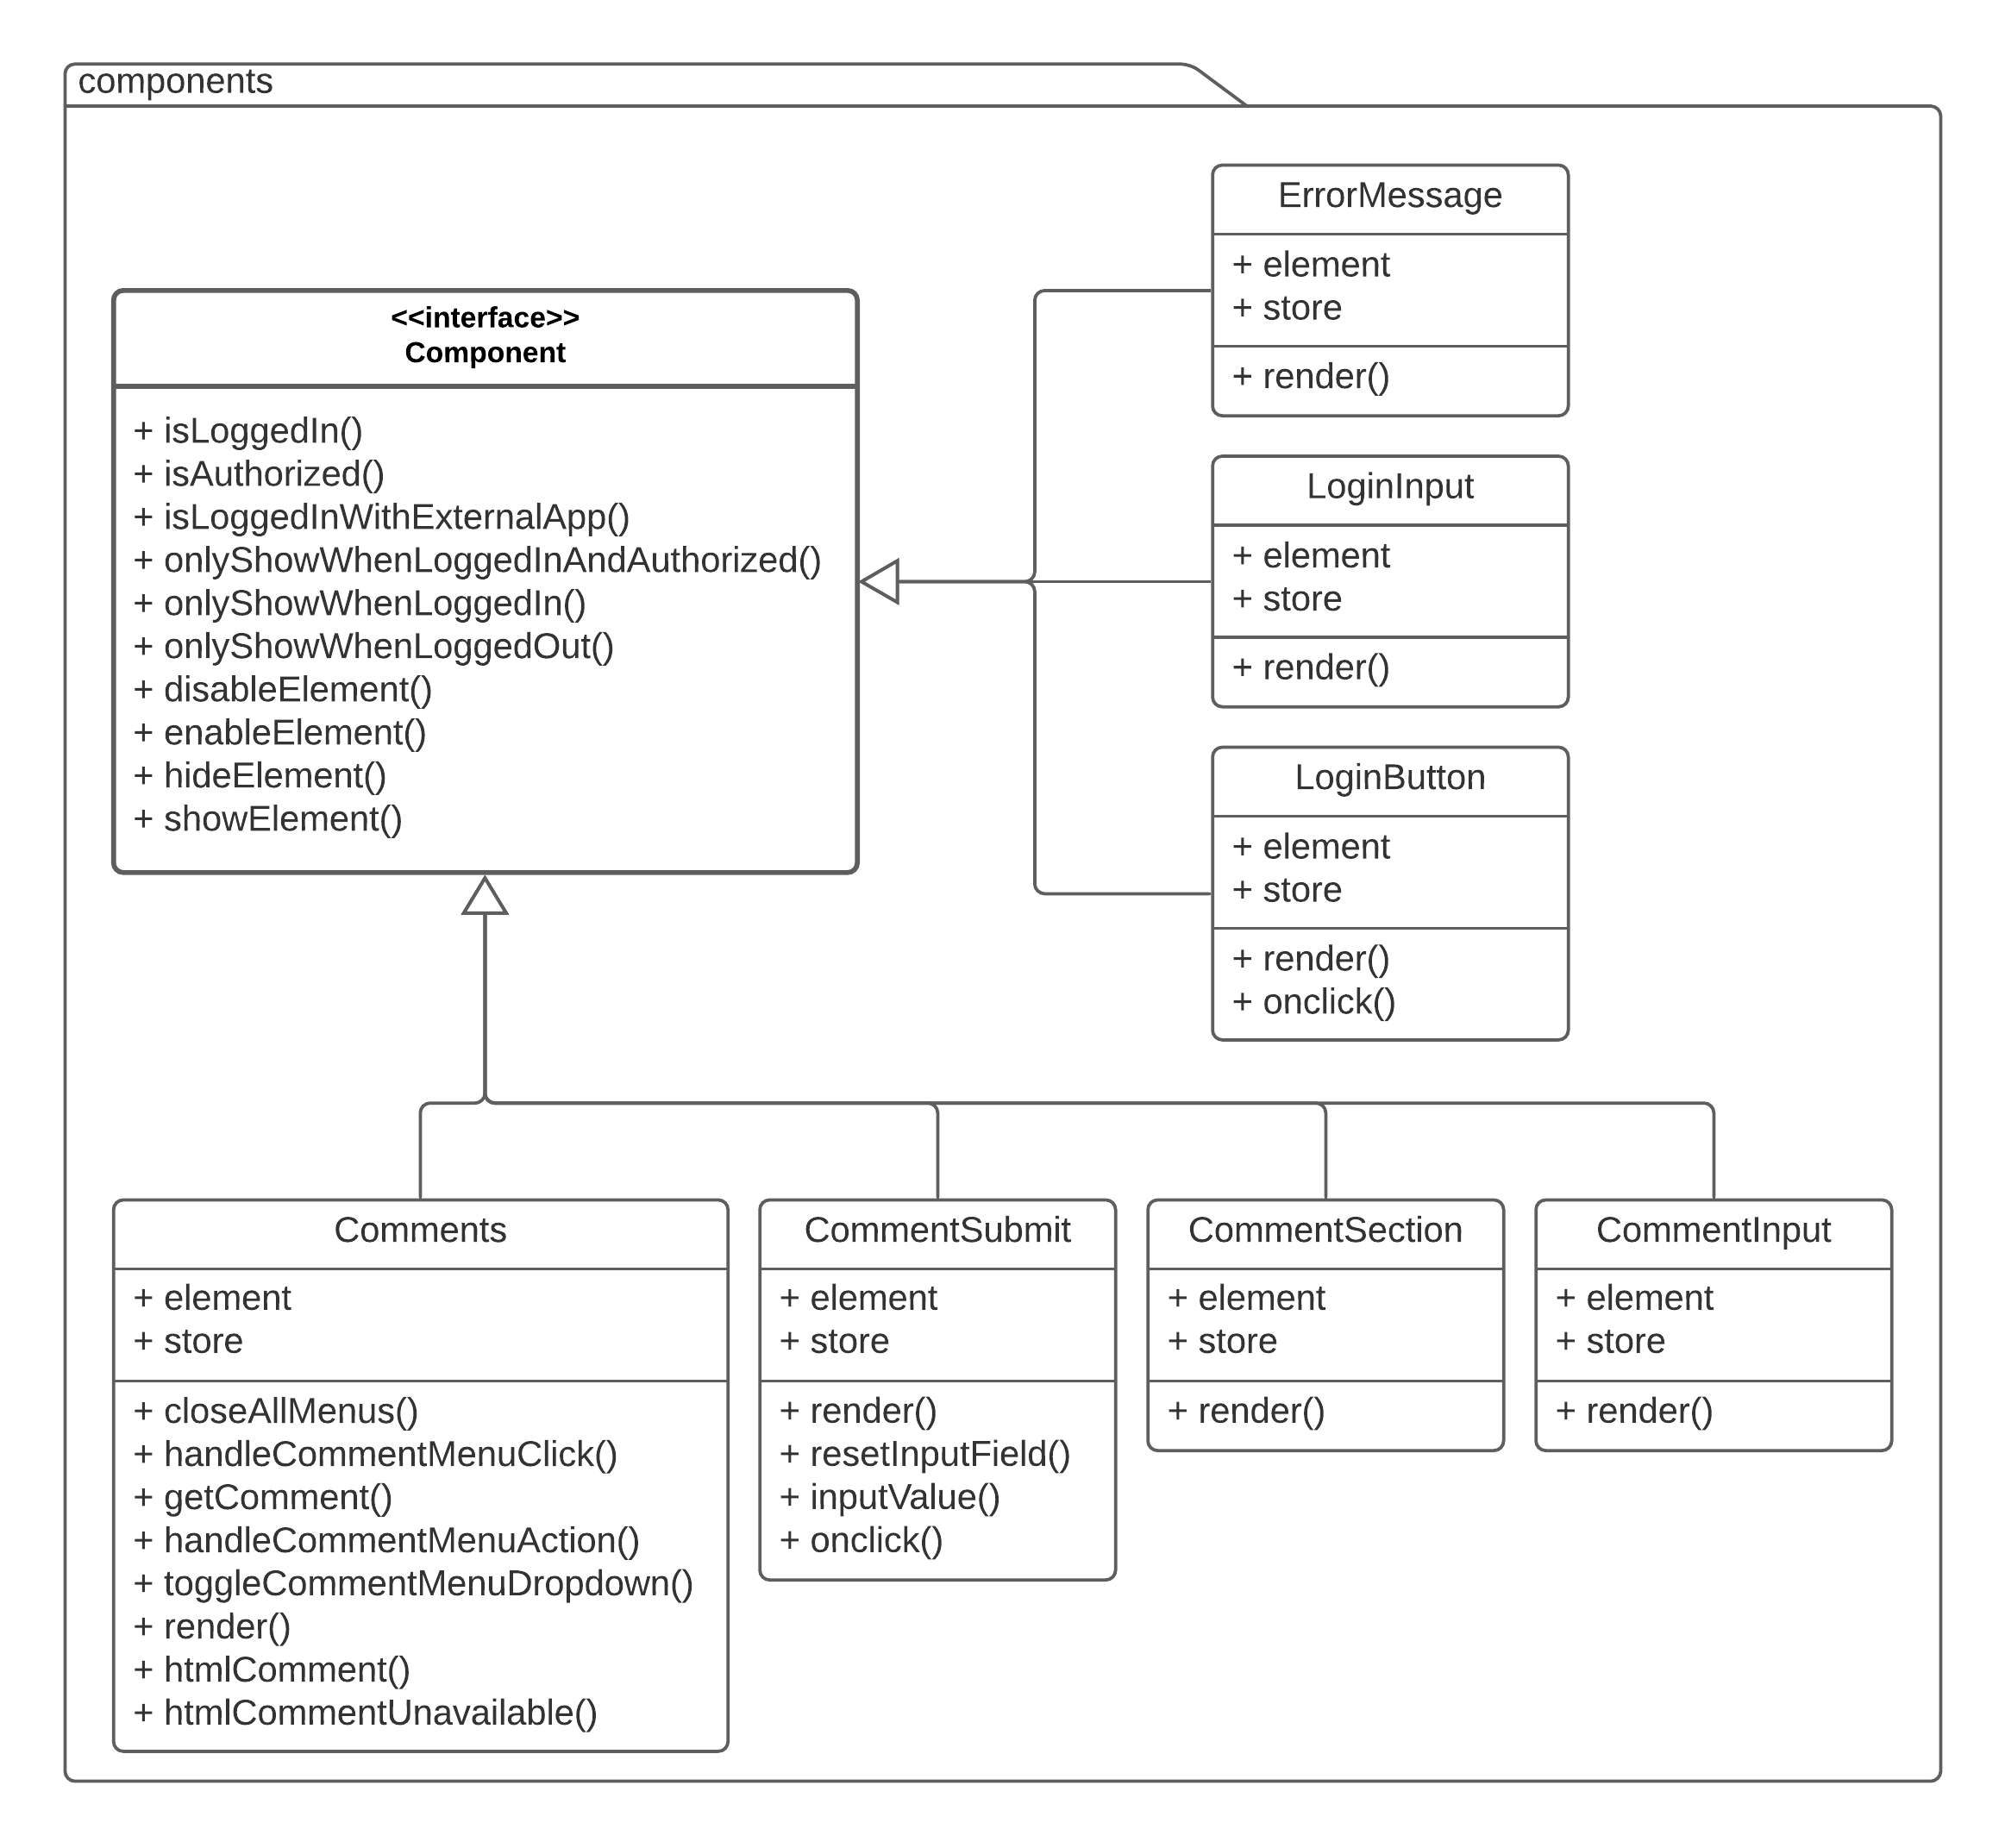 components
<<interface>>
Component
+ isLoggedIn()
+ isAuthorized()
+ isLoggedInWithExternalApp()
+ onlyShowWhenLoggedInAndAuthorized()
+ onlyShowWhenLoggedIn()
+ onlyShowWhenLoggedOut()
+ disableElement()
+ enableElement()
+ hideElement()
+ showElement()
ErrorMessage
+ element
+ store
+ render()
LoginInput
+ element
+ store
+ render()
LoginButton
+ element
+ store
+ render()
+ onclick()
Comments
+ element
+ store
+ closeAllMenus()
+ handleCommentMenuClick()
+ getComment()
+ handleCommentMenuAction()
+ toggleCommentMenuDropdown()
+ render()
+ htmlComment()
+ htmlCommentUnavailable()
CommentSubmit
+ element
+ store
+ render()
+ resetInputField()
+ inputValue()
+ onclick()
CommentSection
+ element
+ store
+ render()
CommentInput
+ element
+ store
+ render()